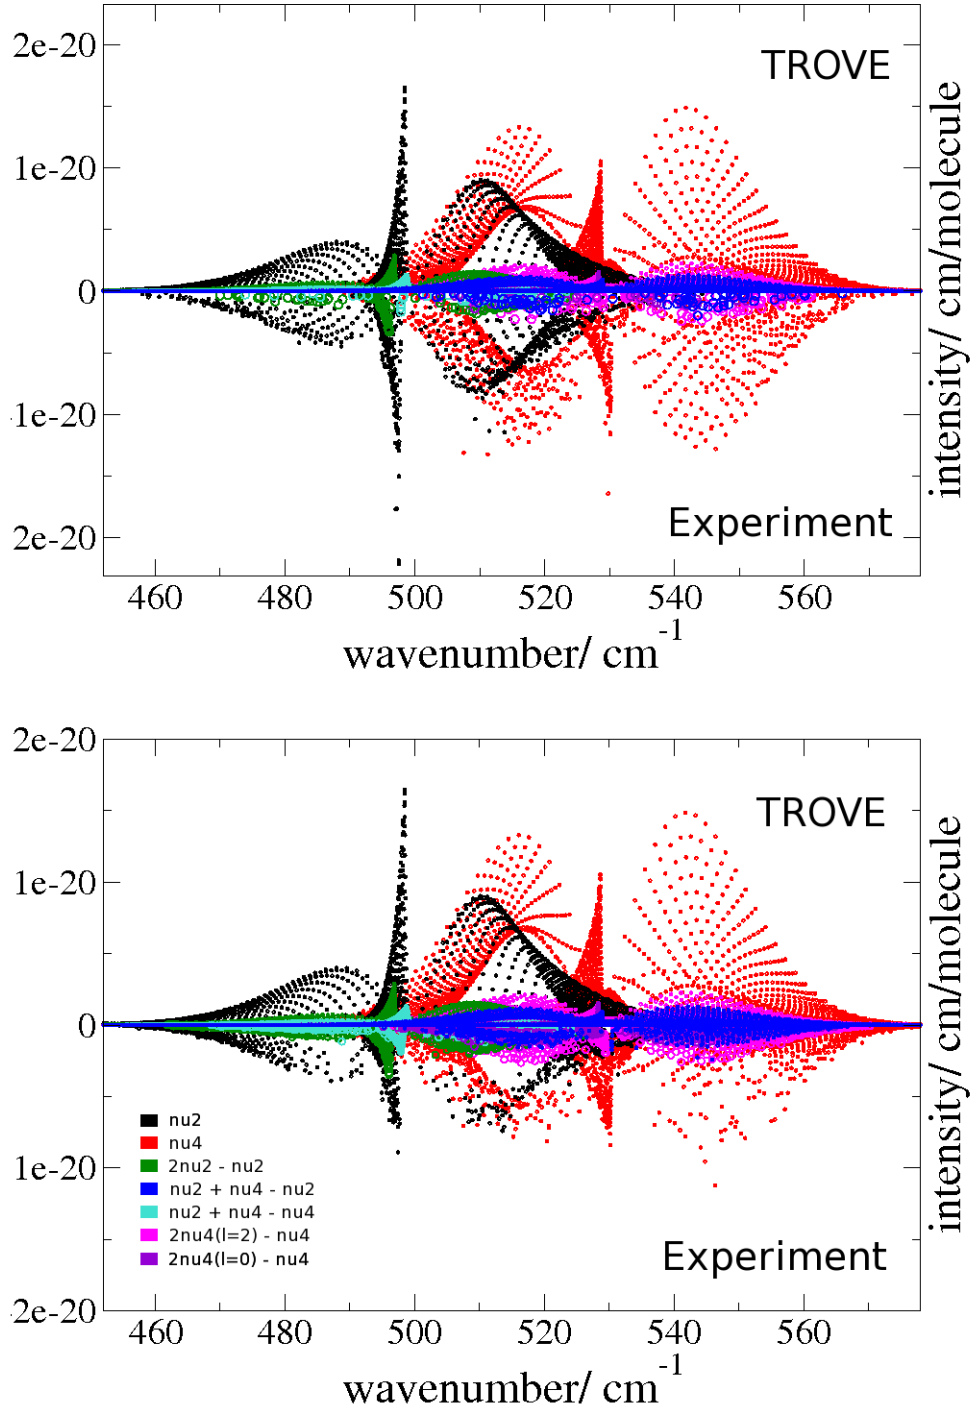 2e-20
TROVE
1e-20
0
1e-20
Experiment
2e-20
intensity/ cm/molecule
460 480 500 520 540 560
wavenumber/ cm-1
2e-20
TROVE
1e-20
0
nu2
nu4
2nu2 - nu2
1e-20
nu2 + nu4 - nu2
nu2 + nu4 - nu4
2nu4(l=2) - nu4
2nu4(l=0) - nu4
Experiment
2e-20
intensity/ cm/molecule
460 480 500 520 540 560
wavenumber/ cm-1